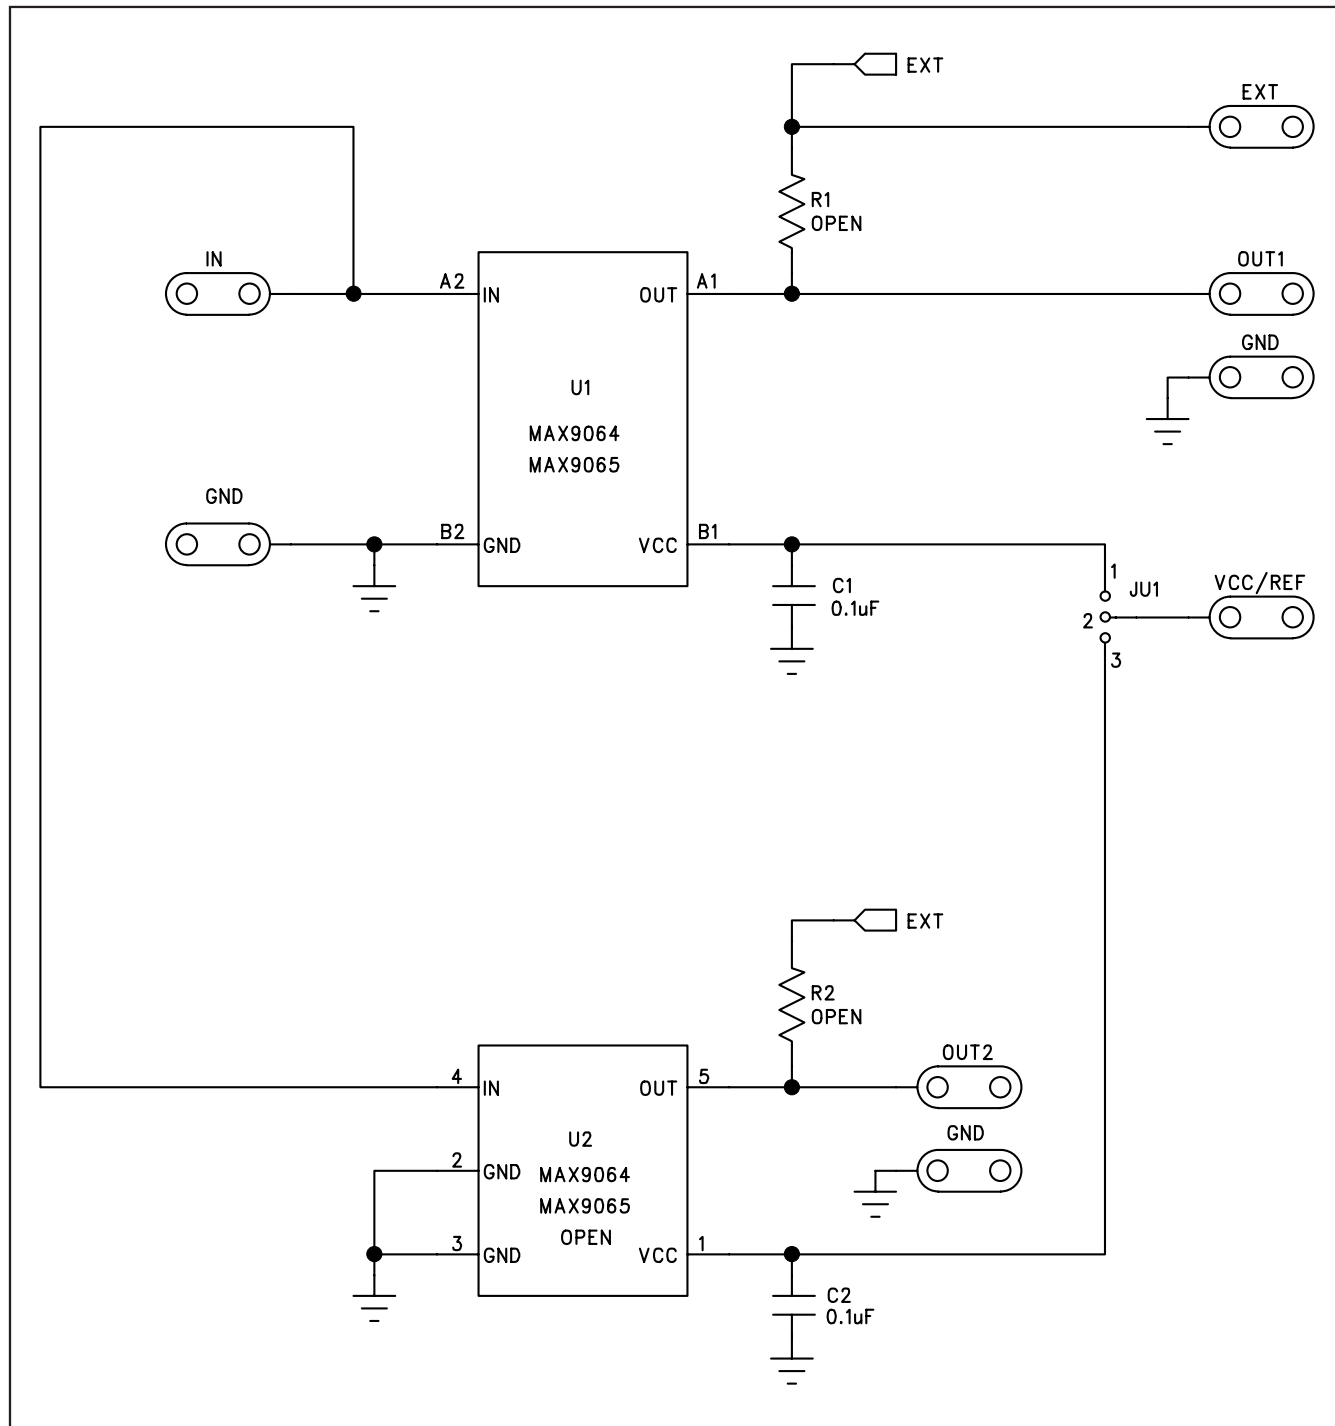 EXT
EXT
R1
OPEN
IN
OUT1
A2
IN
OUT
A1
GND
U1
MAX9064
MAX9065
GND
B2
GND
VCC
B1
1
JU1
VCC/REF
C1
0.1uF
2
3
EXT
R2
OPEN
OUT2
4
IN
OUT
5
GND
U2
2
GND
MAX9064
MAX9065
OPEN
3
GND
VCC
1
C2
0.1uF